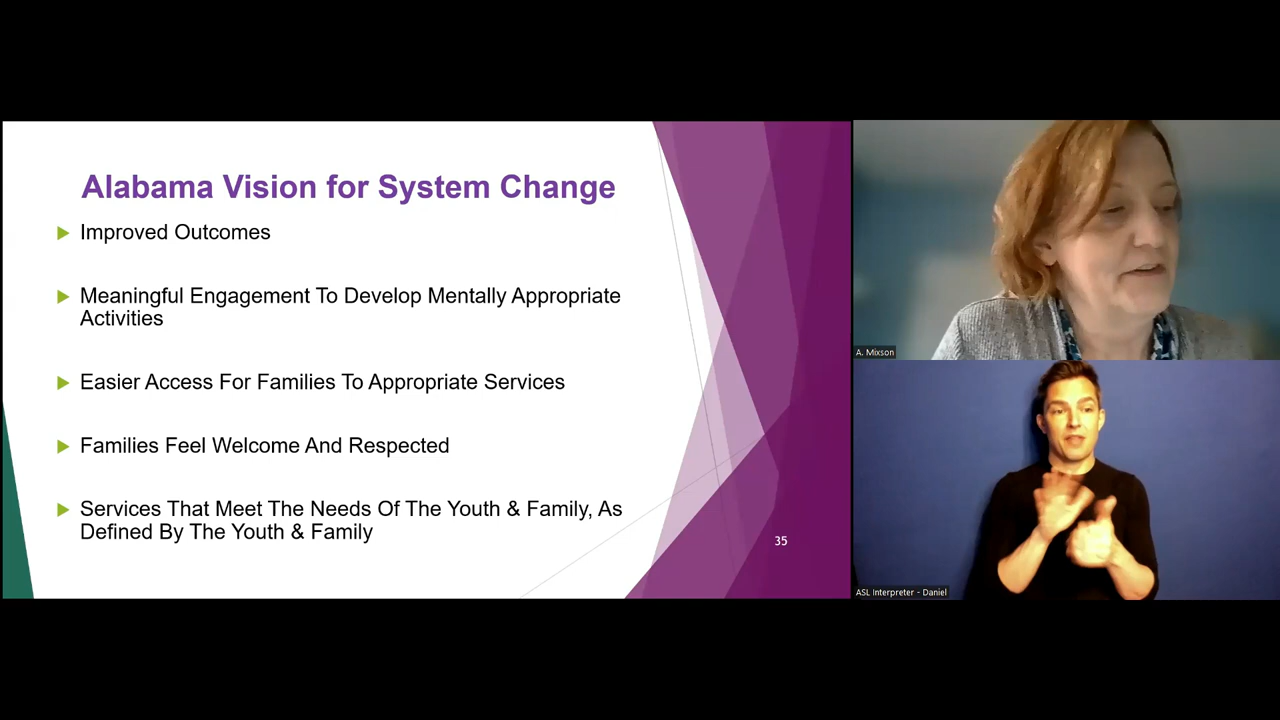 Alabama Vision for System Change
Improved Outcomes
Meaningful Engagement To Develop Mentally Appropriate
Activities
Easier Access For Families To Appropriate Services
Families Feel Welcome And Respected
Services That Meet The Needs Of The Youth & Family, As
Defined By The Youth & Family
35
A. Mixson
ASL Interpreter - Daniel